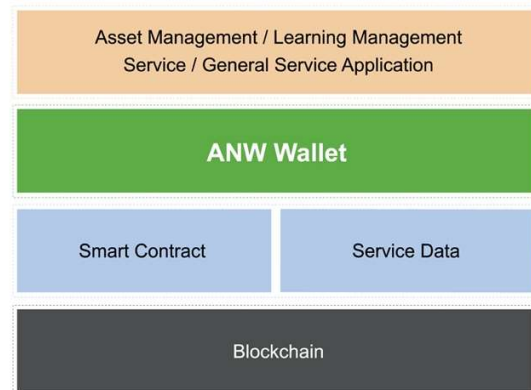 Asset Management / Learning Management
Service / General Service Application
ANW Wallet
Smart Contract
Service Data
Blockchain